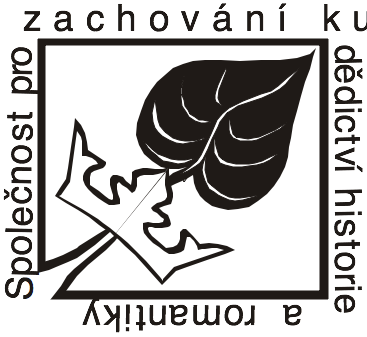 Společnost pro
zachování ku
dědictví historie
a romantiky